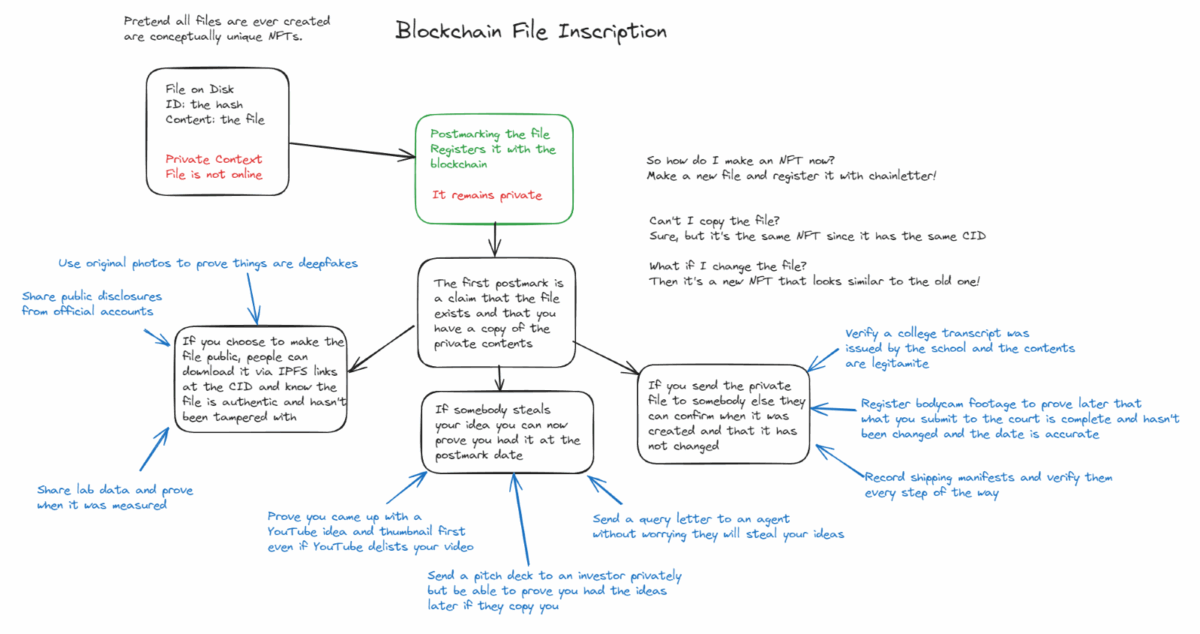 Pretend all files are ever created
are conceptually unique NFTs.
Blockchain File Inscription
File on Disk
ID: the hash
Content: the file
Private Context
File is not online
Postmarking the file
Registers it with the
blockchain
It remains private
So how do I make an NFT now?
Make a new file and register it with chainletter!
Can't I copy the file?
Sure, but it's the same NFT since it has the same CID
What if I change the file?
Then it's a new NFT that looks similar to the old one!
Use original photos to prove things are deepfakes
Share public disclosures
from official accounts
The first postmark is
a claim that the file
exists and that you
have a copy of the
private contents
If you choose to make the
file public, people can
download it via IPFS links
at the CID and know the
file is authentic and hasn't
been tampered with
Verify a college transcript was
issued by the school and the contents
are legitamite
If you send the private
file to somebody else they
can confirm when it was
created and that it has
not changed
Register bodycam footage to prove later that
what you submit to the court is complete and hasn't
been changed and the date is accurate
If somebody steals
your idea you can now
prove you had it at the
postmark date
Record shipping manifests and verify them
every step of the way
Share lab data and prove
when it was measured
Prove you came up with a
YouTube idea and thumbnail first
even if YouTube delists your video
Send a query letter to an agent
without worrying they will steal your ideas
Send a pitch deck to an investor privately
but be able to prove you had the ideas
later if they copy you